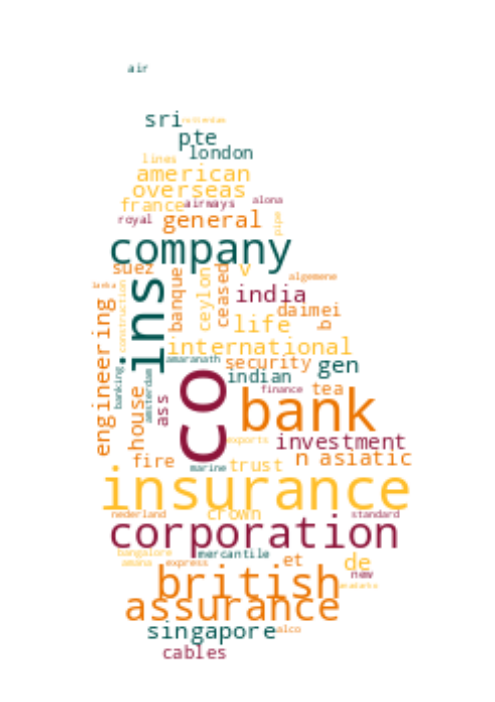 air
sri
rotterdam
pte
london
lines
american
overseas
france airways alona
royal general pipe
company
suez v
banque ceylon ceased algemene
ins india
construction daimei
engineering life b
international
amaranath security gen
banking indian
co finance tea
house amsterdam ass bank
exports investment
fire n asiatic
marine trust
insurance
nederland crown standard
corporation
bangalore mercantile
amana express et de
british new
assurance
singapore alco
cables